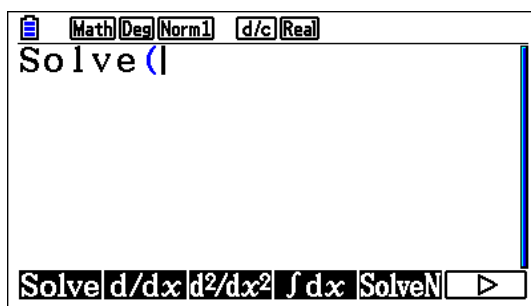 Math Deg Norm1 d/c Real
Solve(
Solve d/dx d²/dx² ∫dx SolveN ▷